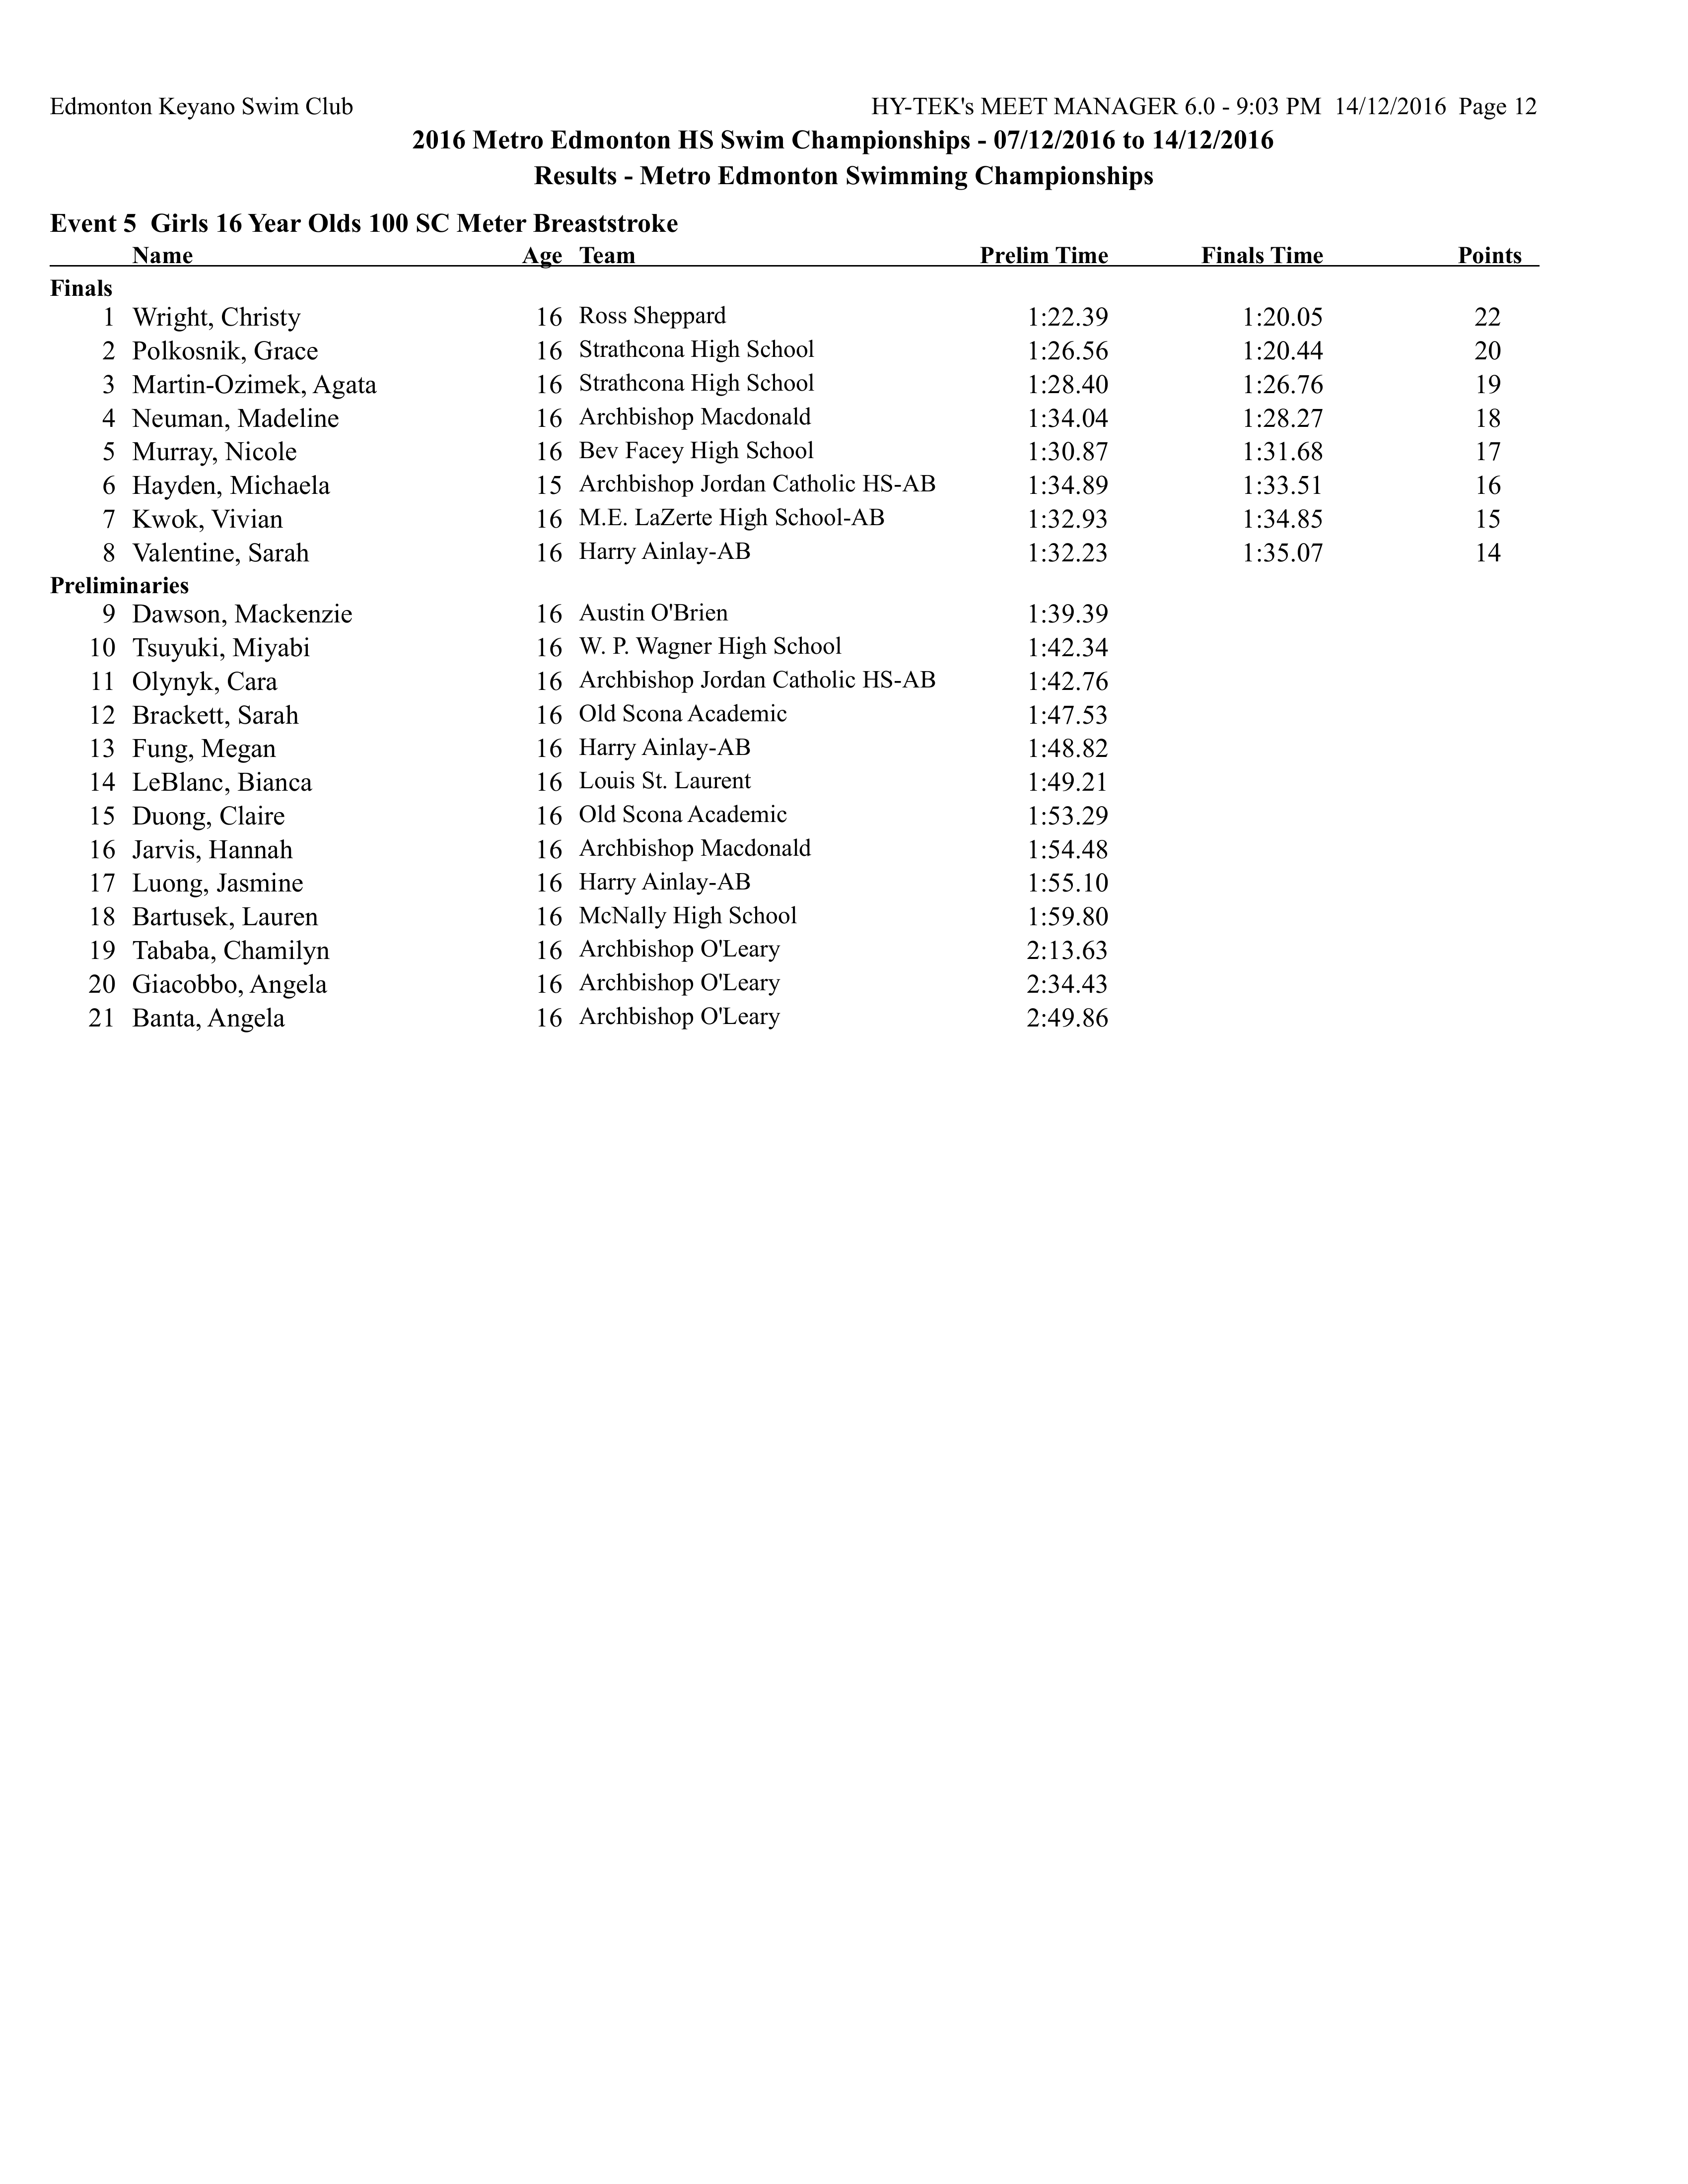 Edmonton Keyano Swim Club HY-TEK's MEET MANAGER 6.0 - 9:03 PM 14/12/2016 Page 12
2016 Metro Edmonton HS Swim Championships - 07/12/2016 to 14/12/2016
Results - Metro Edmonton Swimming Championships
Event 5 Girls 16 Year Olds 100 SC Meter Breaststroke
Name Age Team Prelim Time Finals Time Points
Finals
1 Wright, Christy 16 Ross Sheppard 1:22.39 1:20.05 22
2 Polkosnik, Grace 16 Strathcona High School 1:26.56 1:20.44 20
3 Martin-Ozimek, Agata 16 Strathcona High School 1:28.40 1:26.76 19
4 Neuman, Madeline 16 Archbishop Macdonald 1:34.04 1:28.27 18
5 Murray, Nicole 16 Bev Facey High School 1:30.87 1:31.68 17
6 Hayden, Michaela 15 Archbishop Jordan Catholic HS-AB 1:34.89 1:33.51 16
7 Kwok, Vivian 16 M.E. LaZerte High School-AB 1:32.93 1:34.85 15
8 Valentine, Sarah 16 Harry Ainlay-AB 1:32.23 1:35.07 14
Preliminaries
9 Dawson, Mackenzie 16 Austin O'Brien 1:39.39
10 Tsuyuki, Miyabi 16 W. P. Wagner High School 1:42.34
11 Olynyk, Cara 16 Archbishop Jordan Catholic HS-AB 1:42.76
12 Brackett, Sarah 16 Old Scona Academic 1:47.53
13 Fung, Megan 16 Harry Ainlay-AB 1:48.82
14 LeBlanc, Bianca 16 Louis St. Laurent 1:49.21
15 Duong, Claire 16 Old Scona Academic 1:53.29
16 Jarvis, Hannah 16 Archbishop Macdonald 1:54.48
17 Luong, Jasmine 16 Harry Ainlay-AB 1:55.10
18 Bartusek, Lauren 16 McNally High School 1:59.80
19 Tababa, Chamilyn 16 Archbishop O'Leary 2:13.63
20 Giacobbo, Angela 16 Archbishop O'Leary 2:34.43
21 Banta, Angela 16 Archbishop O'Leary 2:49.86